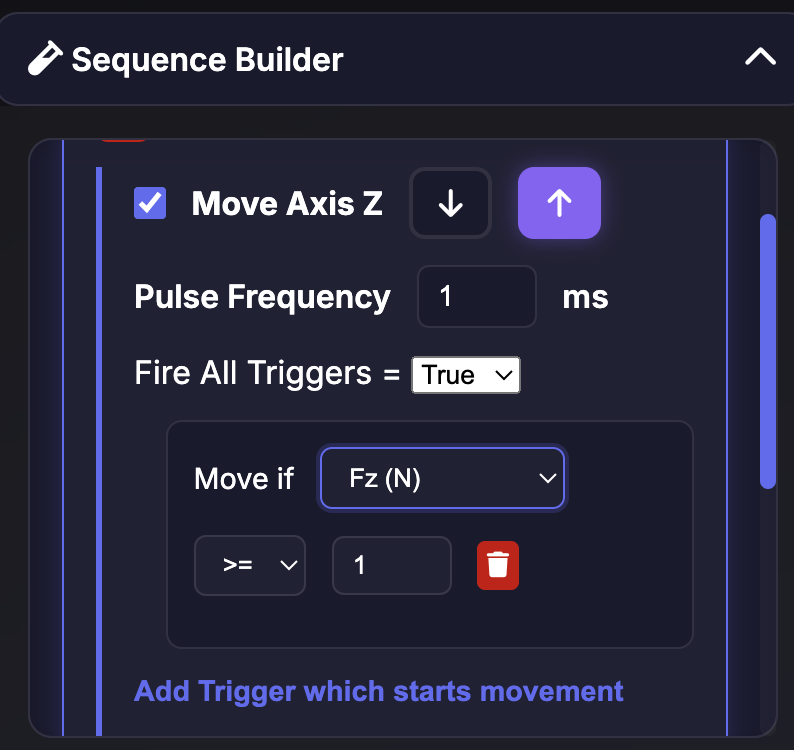 Sequence Builder
Move Axis Z
Pulse Frequency 1 ms
Fire All Triggers = True
Move if Fz (N)
>= 1
Add Trigger which starts movement